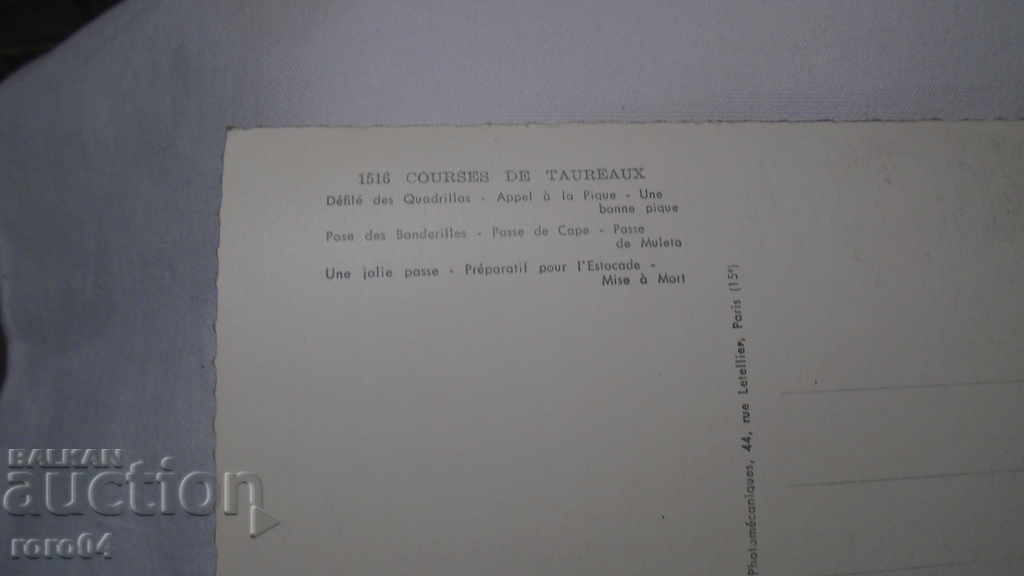 1516 COURSES DE TAUREAUX
Défilé des Quadrillas - Appel à la Pique - Une
bonne pique
Pose des Banderilles - Passe de Cape - Passe
de Muleta
Une jolie passe - Préparatif pour l'Estocade -
Mise à Mort
Photomécaniques, 44, rue Letellier, Paris (15e)
BALKAN
auction
roro04